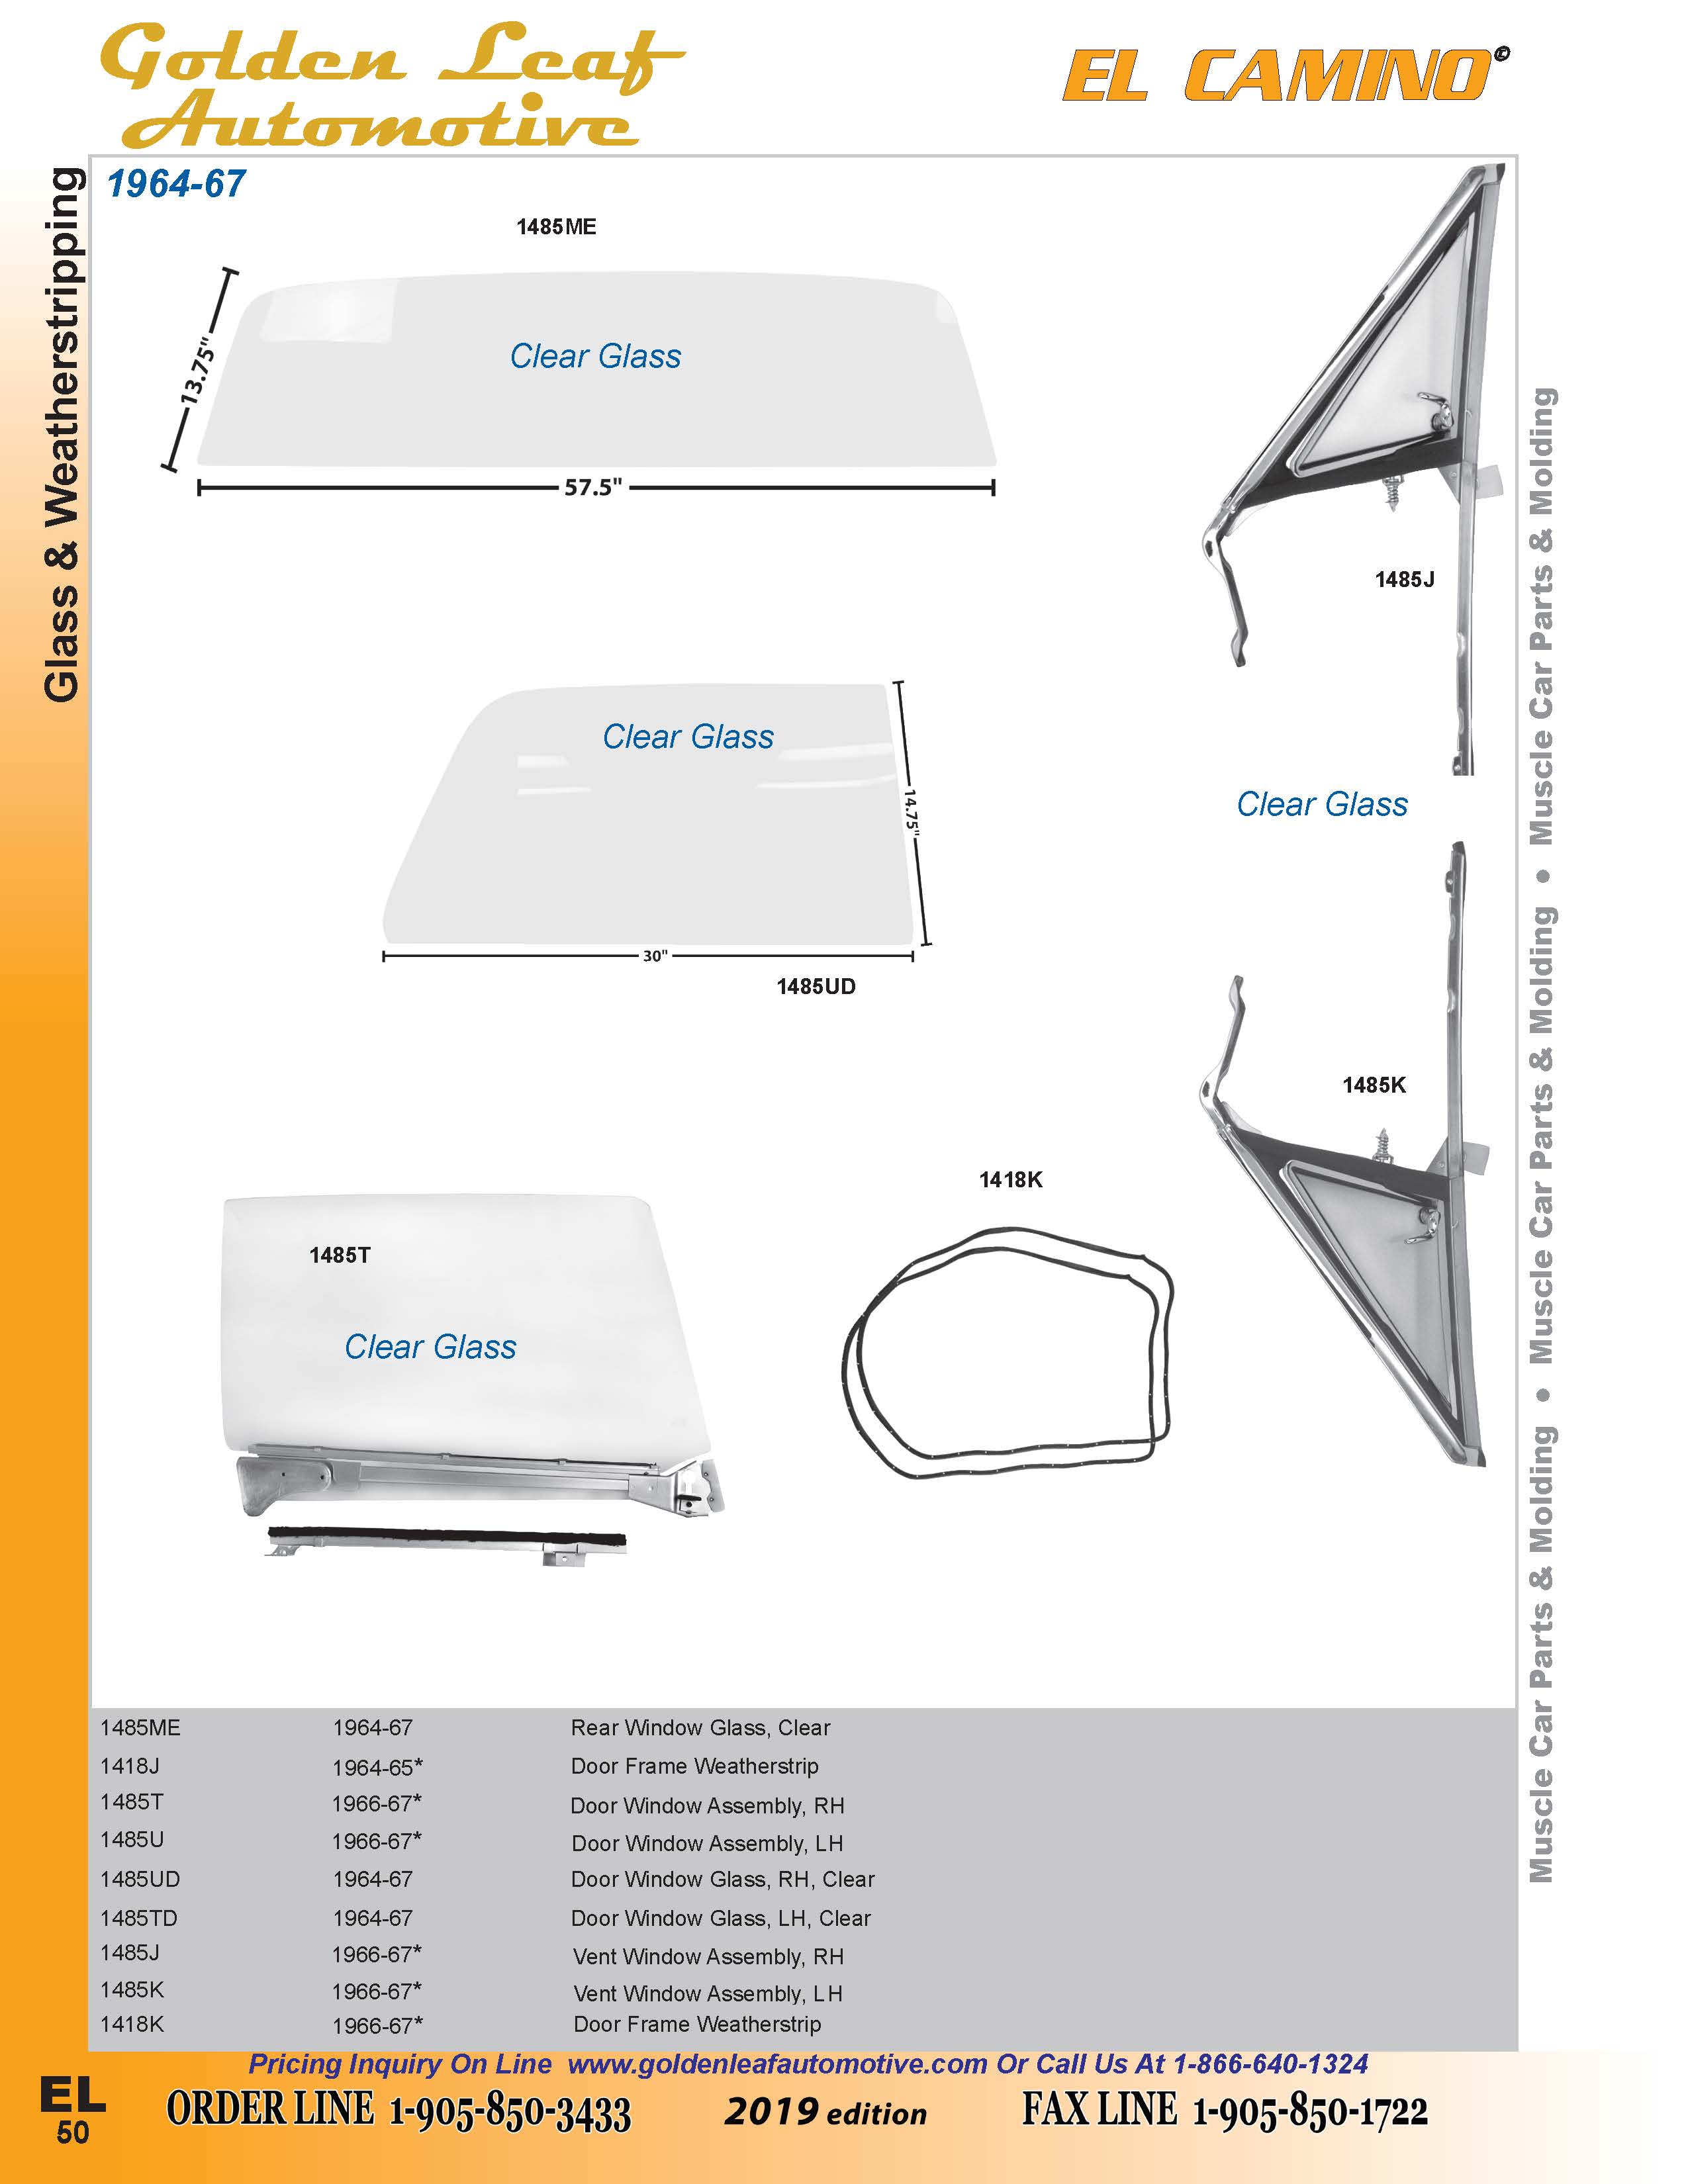 Golden Leaf
Automotive
EL CAMINO©
Glass & Weatherstripping
1964-67
1485ME
Clear Glass
13.75"
57.5"
1485J
Clear Glass
14.75"
30"
1485UD
Clear Glass
1485K
1418K
1485T
Clear Glass
Muscle Car Parts & Molding • Muscle Car Parts & Molding • Muscle Car Parts & Molding
1485ME 1964-67 Rear Window Glass, Clear
1418J 1964-65* Door Frame Weatherstrip
1485T 1966-67* Door Window Assembly, RH
1485U 1966-67* Door Window Assembly, LH
1485UD 1964-67 Door Window Glass, RH, Clear
1485TD 1964-67 Door Window Glass, LH, Clear
1485J 1966-67* Vent Window Assembly, RH
1485K 1966-67* Vent Window Assembly, LH
1418K 1966-67* Door Frame Weatherstrip
Pricing Inquiry On Line www.goldenleafautomotive.com Or Call Us At 1-866-640-1324
EL
50
ORDER LINE 1-905-850-3433 2019 edition FAX LINE 1-905-850-1722